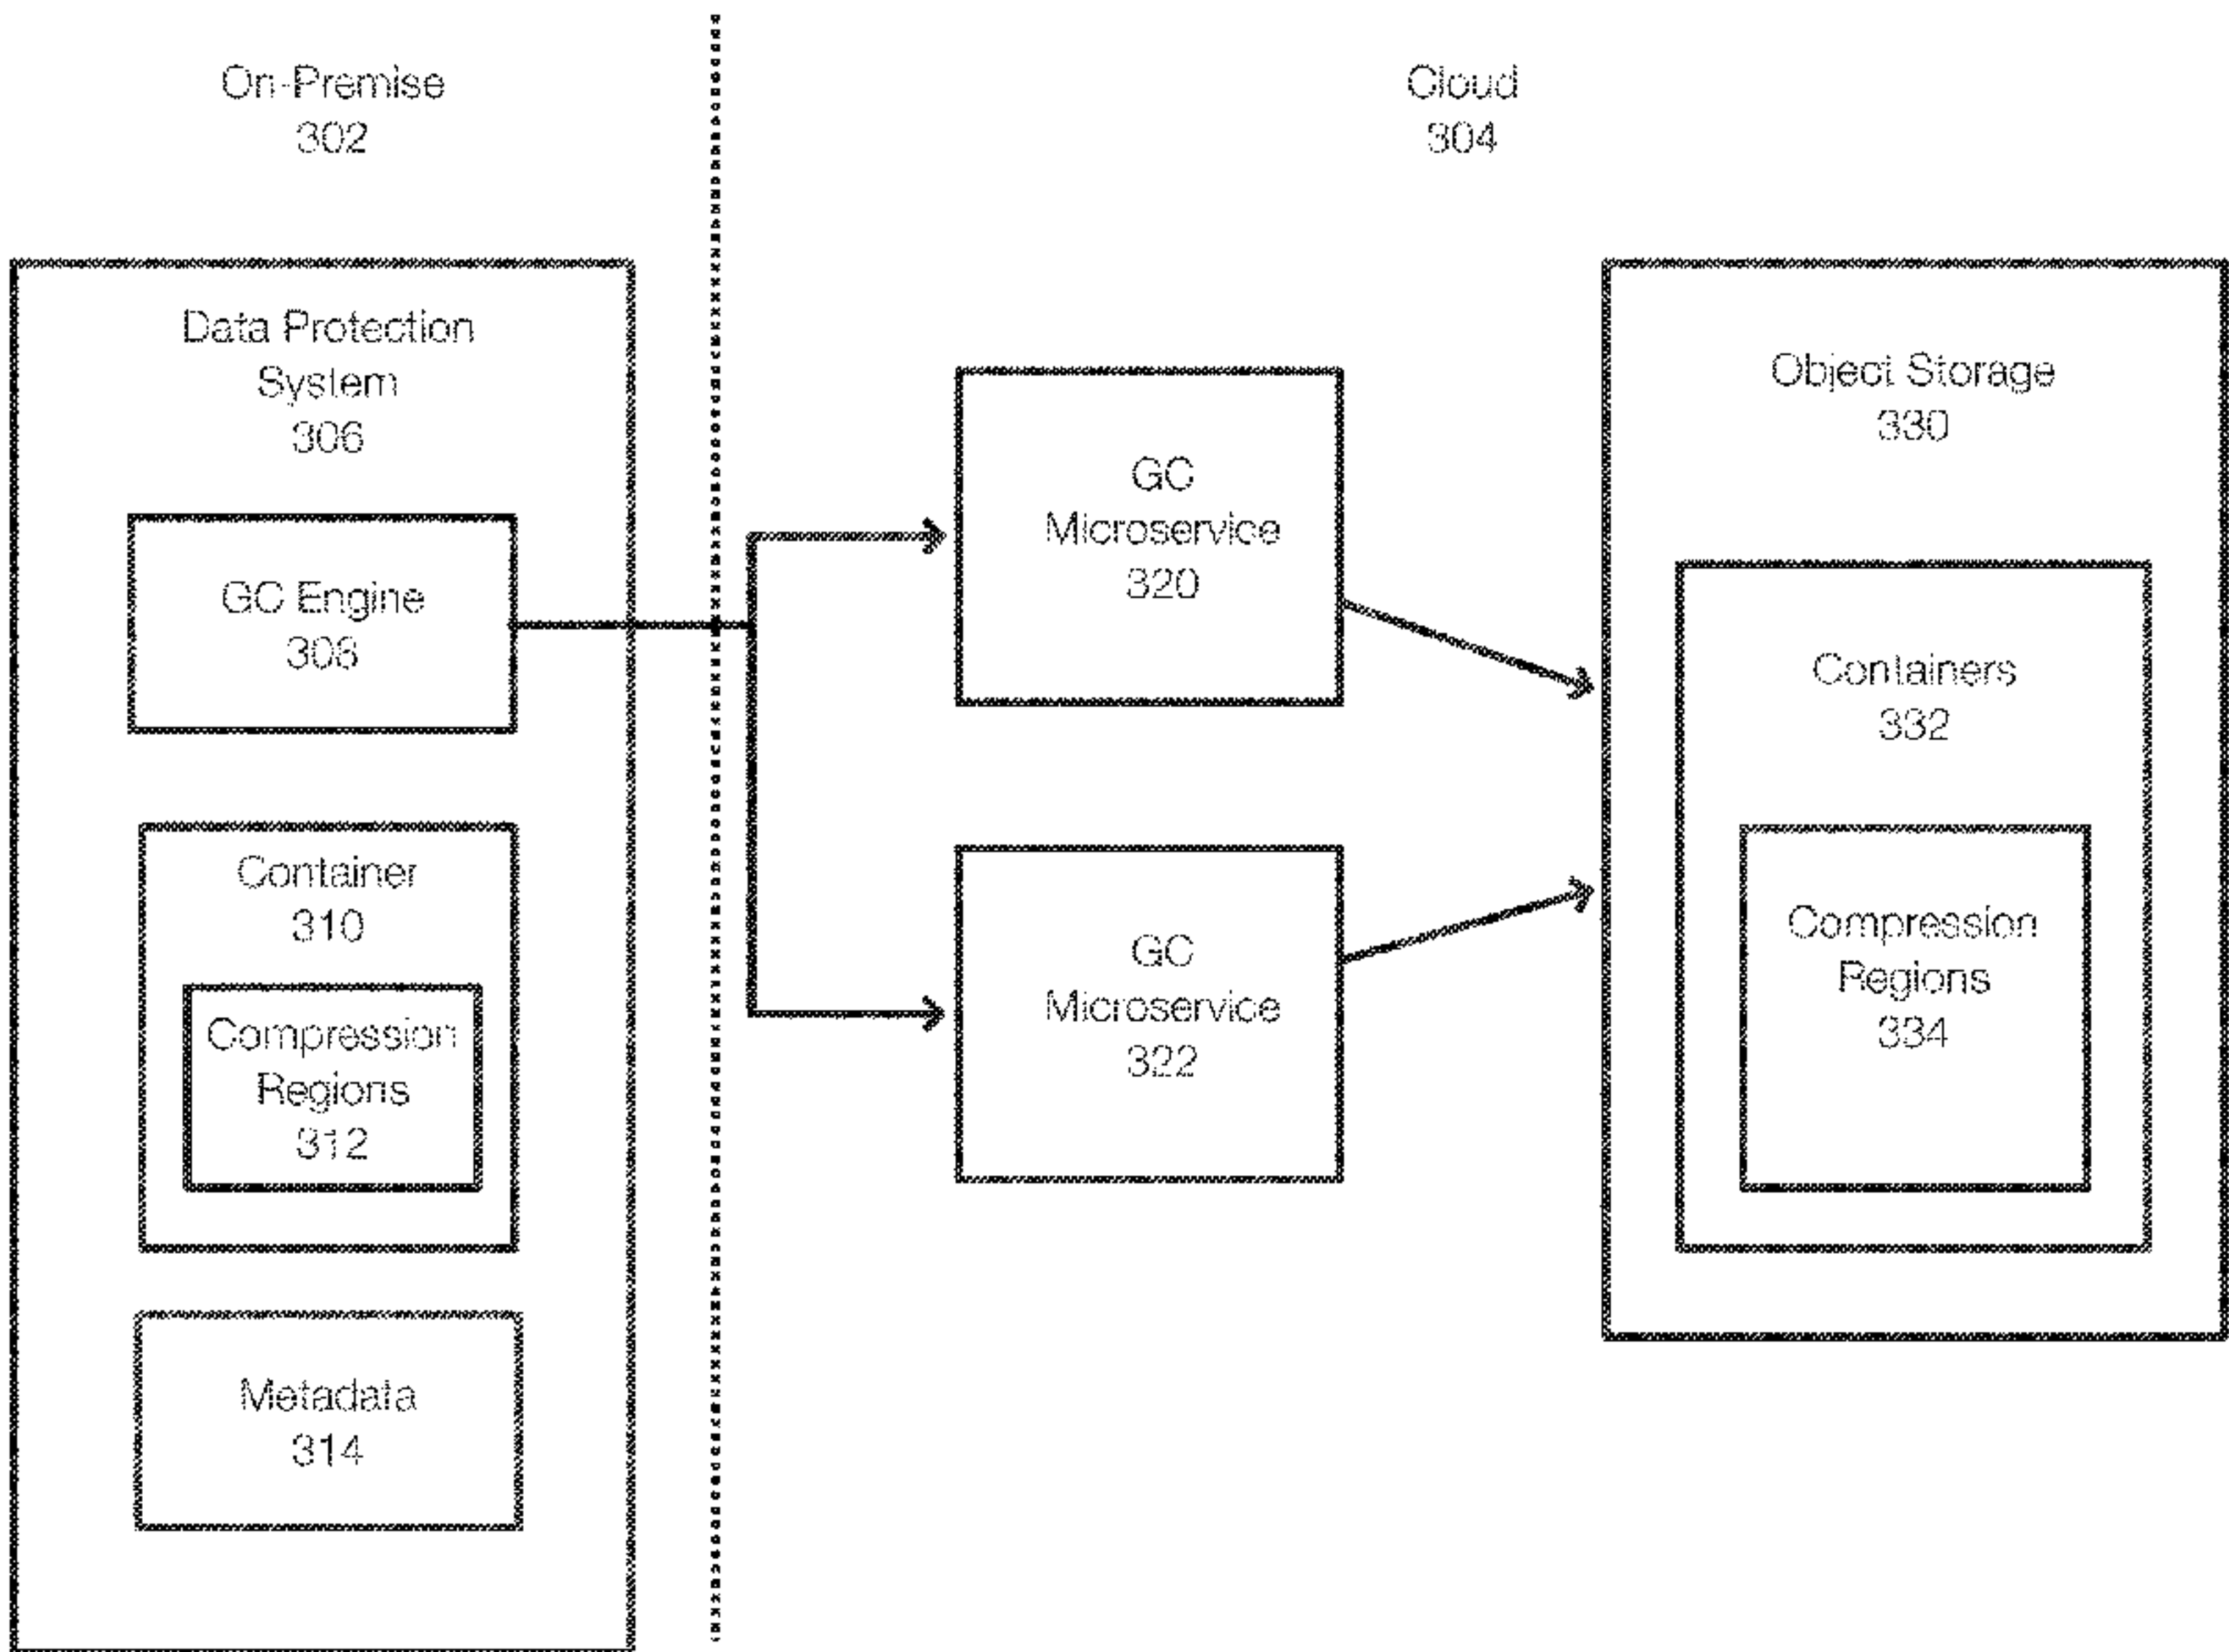 On-Premise
302
Cloud
304
Data Protection
System
306
GC Engine
308
Container
310
Compression
Regions
312
Metadata
314
GC
Microservice
320
GC
Microservice
322
Object Storage
330
Containers
332
Compression
Regions
334